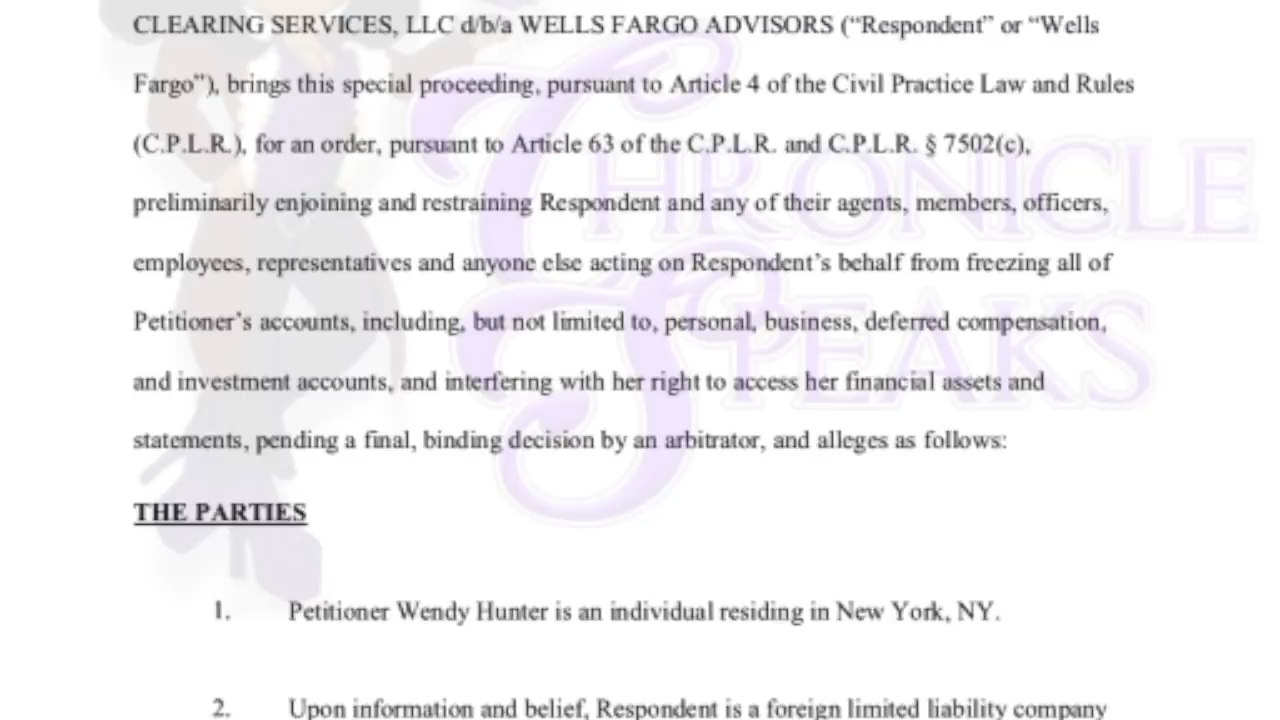 CLEARING SERVICES, LLC d/b/a WELLS FARGO ADVISORS (“Respondent” or “Wells
Fargo”), brings this special proceeding, pursuant to Article 4 of the Civil Practice Law and Rules
(C.P.L.R.), for an order, pursuant to Article 63 of the C.P.L.R. and C.P.L.R. § 7502(c),
preliminarily enjoining and restraining Respondent and any of their agents, members, officers,
employees, representatives and anyone else acting on Respondent’s behalf from freezing all of
Petitioner’s accounts, including, but not limited to, personal, business, deferred compensation,
and investment accounts, and interfering with her right to access her financial assets and
statements, pending a final, binding decision by an arbitrator, and alleges as follows:
THE PARTIES
1. Petitioner Wendy Hunter is an individual residing in New York, NY.
2. Upon information and belief, Respondent is a foreign limited liability company
CHRONICLE
SPEAKS